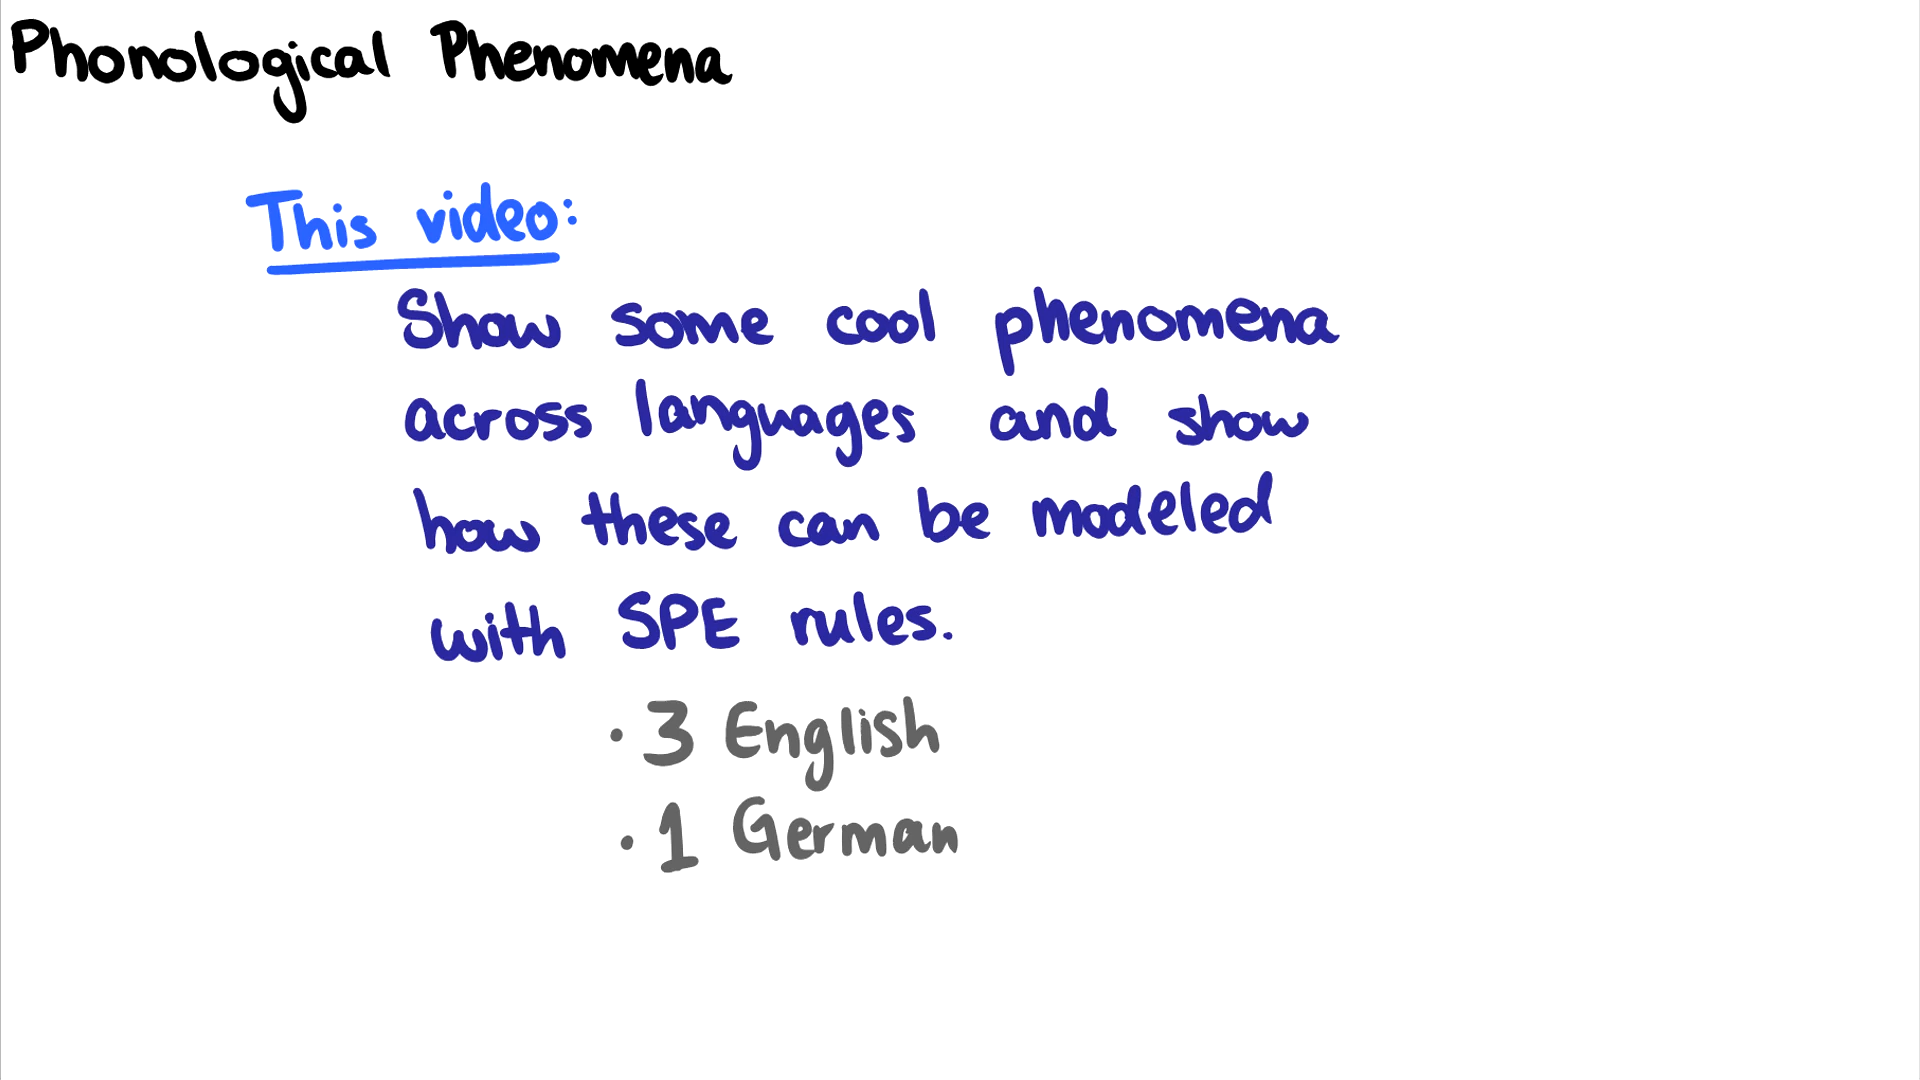 Phonological Phenomena
This video:
Show some cool phenomena
across languages and show
how these can be modeled
with SPE rules.
· 3 English
· 1 German